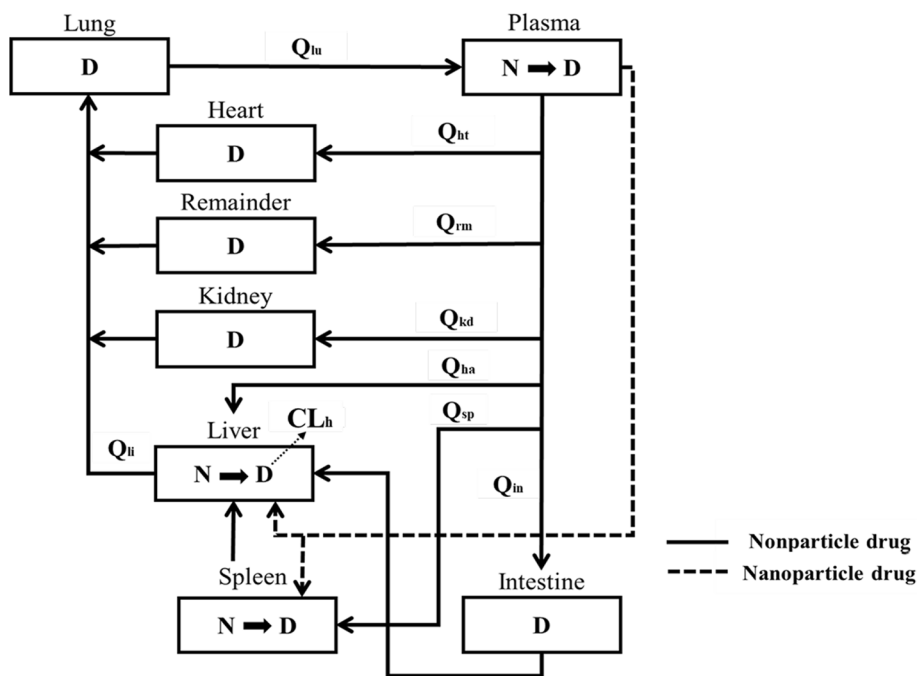 Lung
Plasma
D
Qlu
N ➡ D
Heart
D
Qht
Remainder
D
Qrm
Kidney
D
Qkd
Qha
Liver
CLh
Qsp
Qli
N ➡ D
Qin
Nonparticle drug
Nanoparticle drug
Spleen
Intestine
N ➡ D
D